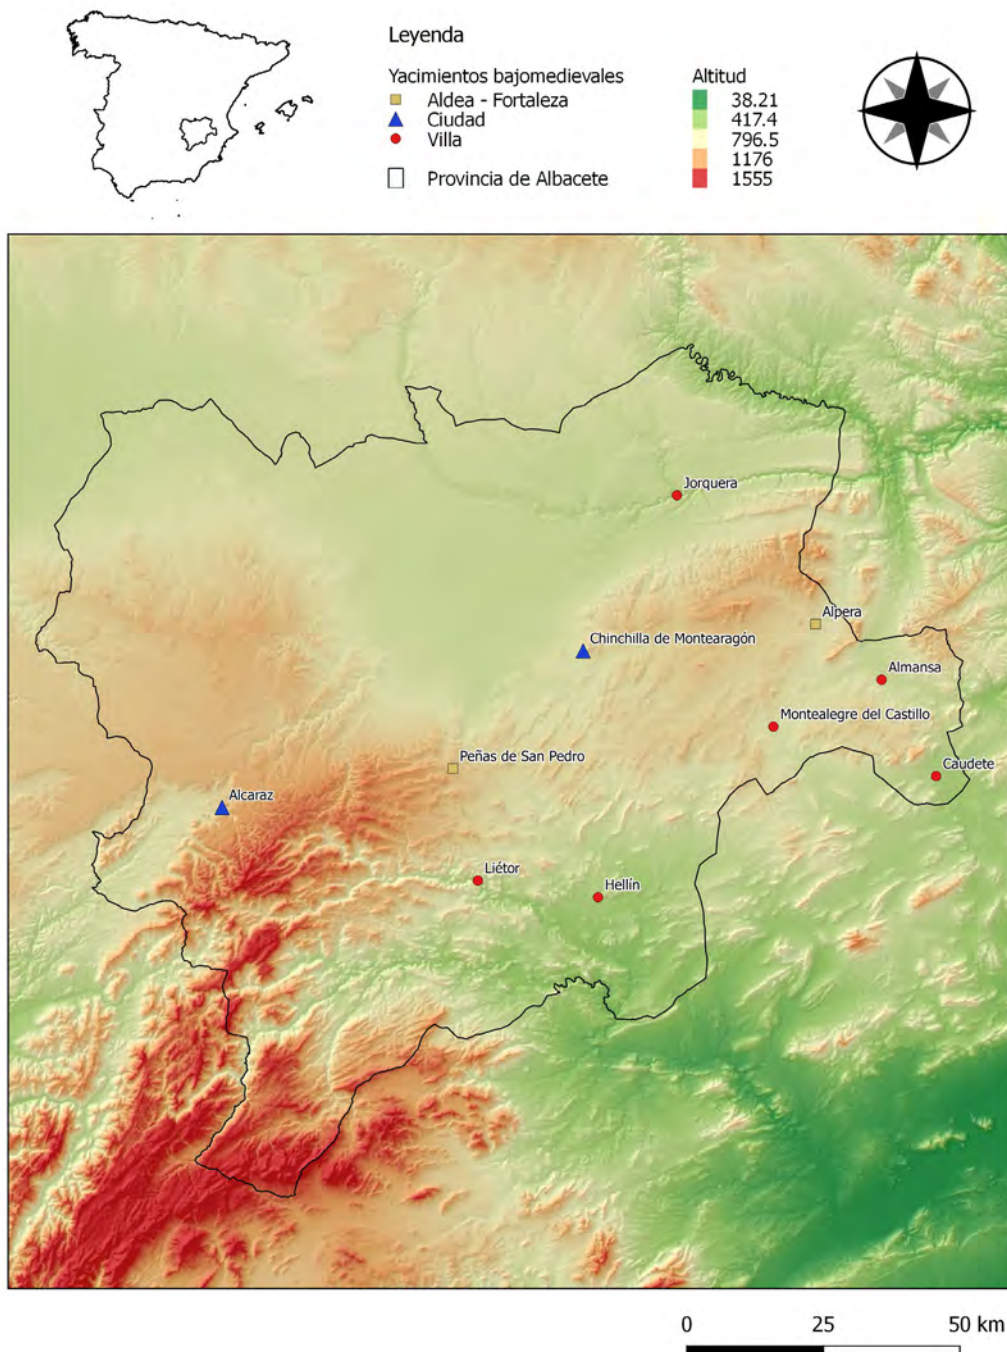 Leyenda
Yacimientos bajomedievales
Aldea - Fortaleza
Ciudad
Villa
Provincia de Albacete
Altitud
38.21
417.4
796.5
1176
1555
Jorquera
Alpera
Chinchilla de Montearagón
Almansa
Montealegre del Castillo
Peñas de San Pedro
Caudete
Alcaraz
Liétor
Hellín
0 25 50 km